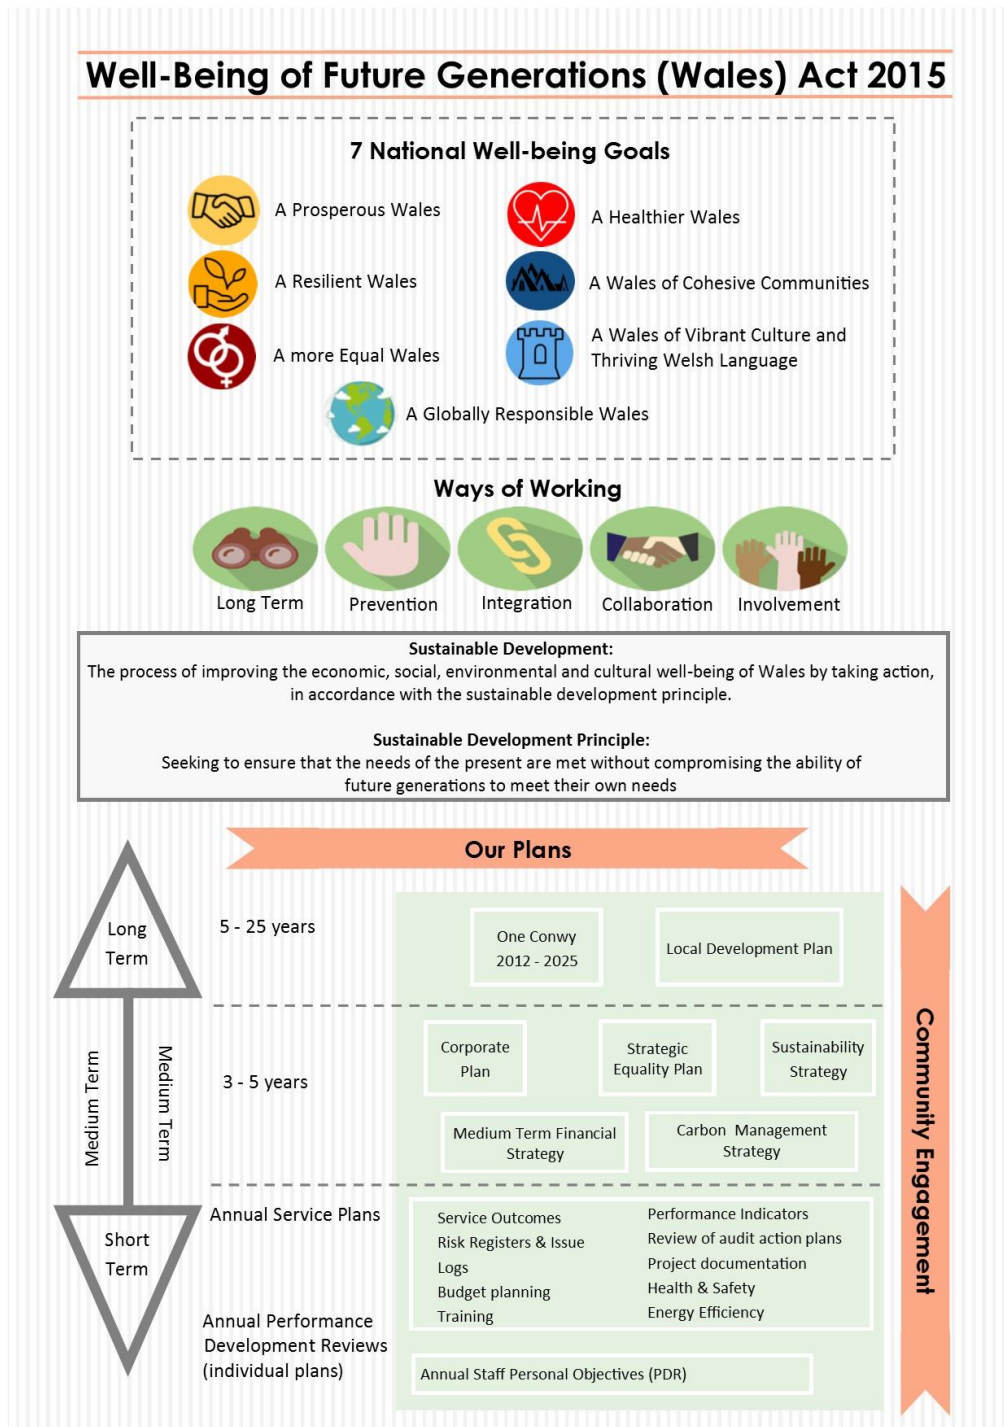 Well-Being of Future Generations (Wales) Act 2015
7 National Well-being Goals
A Prosperous Wales
A Healthier Wales
A Resilient Wales
A Wales of Cohesive Communities
A more Equal Wales
A Wales of Vibrant Culture and
Thriving Welsh Language
A Globally Responsible Wales
Ways of Working
Long Term
Prevention
Integration
Collaboration
Involvement
Sustainable Development:
The process of improving the economic, social, environmental and cultural well-being of Wales by taking action,
in accordance with the sustainable development principle.
Sustainable Development Principle:
Seeking to ensure that the needs of the present are met without compromising the ability of
future generations to meet their own needs
Our Plans
Long
Term
Medium Term
Medium Term
Short
Term
5 - 25 years
One Conwy
2012 - 2025
Local Development Plan
3 - 5 years
Corporate
Plan
Strategic
Equality Plan
Sustainability
Strategy
Medium Term Financial
Strategy
Carbon Management
Strategy
Annual Service Plans
Service Outcomes
Risk Registers & Issue
Logs
Budget planning
Training
Performance Indicators
Review of audit action plans
Project documentation
Health & Safety
Energy Efficiency
Annual Performance
Development Reviews
(individual plans)
Annual Staff Personal Objectives (PDR)
Community Engagement